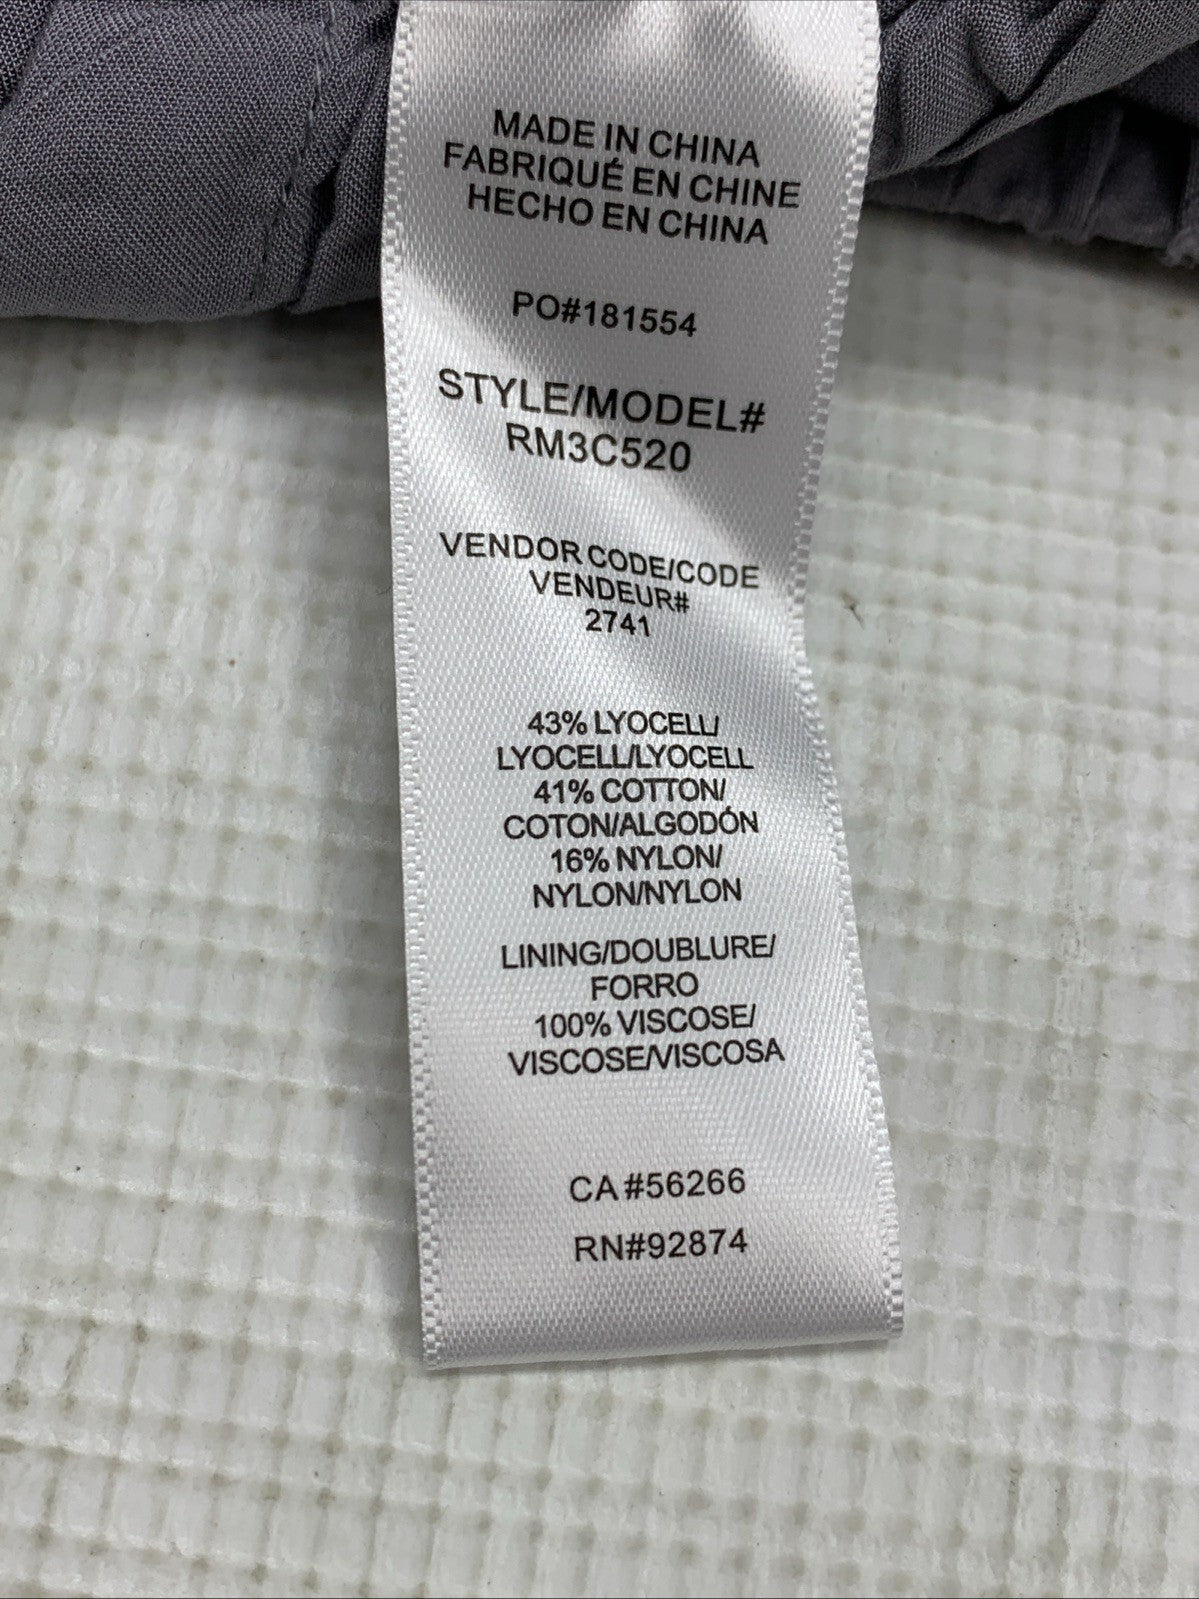 MADE IN CHINA
FABRIQUÉ EN CHINE
HECHO EN CHINA
PO#181554
STYLE/MODEL#
RM3C520
VENDOR CODE/CODE
VENDEUR#
2741
43% LYOCELL/
LYOCELL/LYOCELL
41% COTTON/
COTON/ALGODÓN
16% NYLON/
NYLON/NYLON
LINING/DOUBLURE/
FORRO
100% VISCOSE/
VISCOSE/VISCOSA
CA #56266
RN#92874